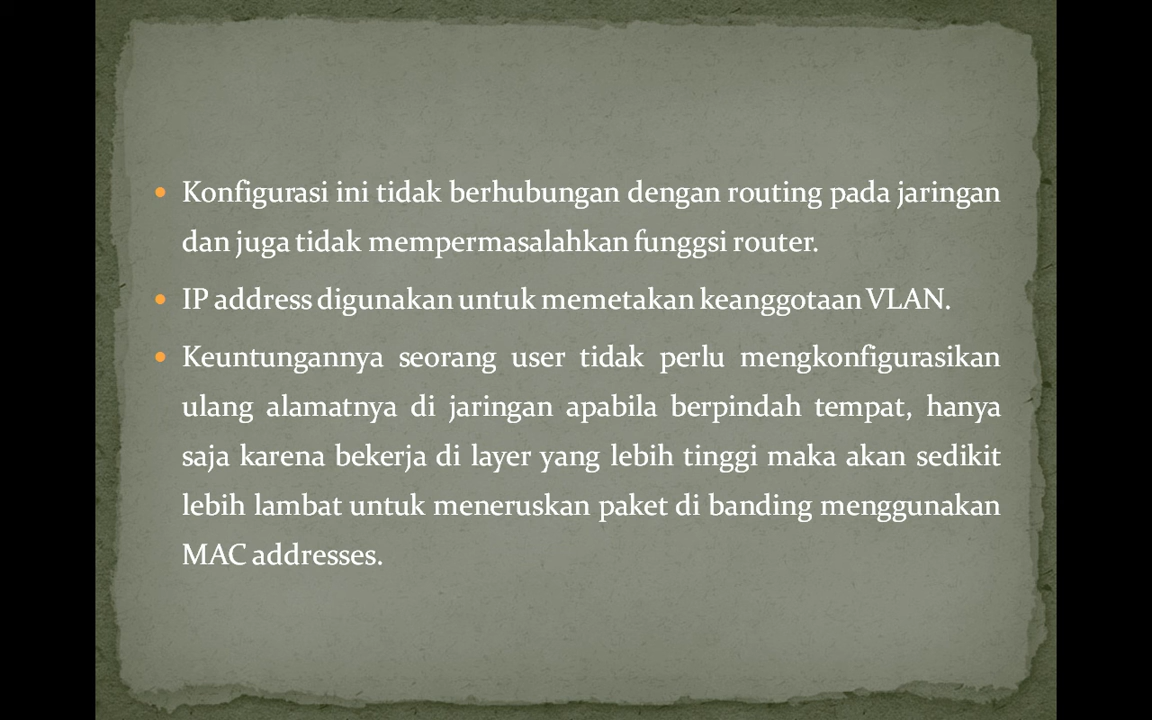 • Konfigurasi ini tidak berhubungan dengan routing pada jaringan
dan juga tidak mempermasalahkan funggsi router.
• IP address digunakan untuk memetakan keanggotaan VLAN.
• Keuntungannya seorang user tidak perlu mengkonfigurasikan
ulang alamatnya di jaringan apabila berpindah tempat, hanya
saja karena bekerja di layer yang lebih tinggi maka akan sedikit
lebih lambat untuk meneruskan paket di banding menggunakan
MAC addresses.